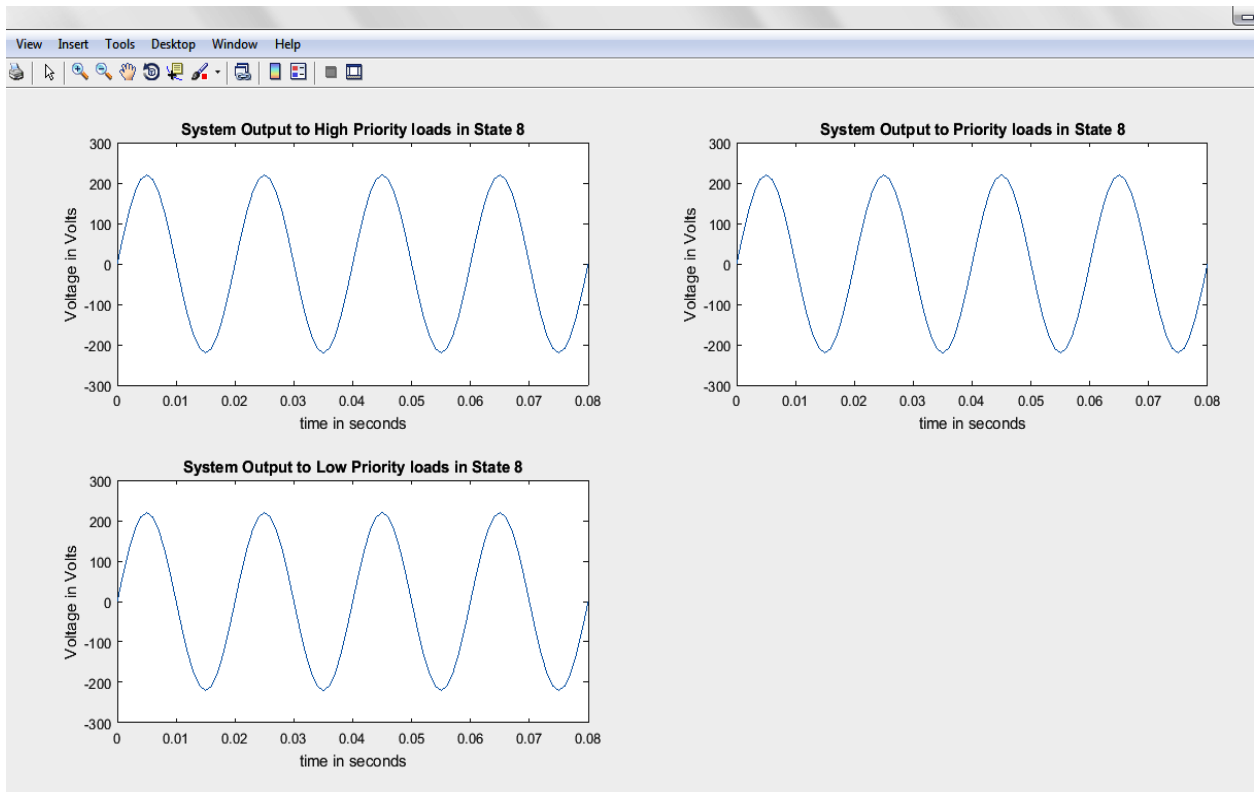 View Insert Tools Desktop Window Help
System Output to High Priority loads in State 8
300
200
100
0
-100
-200
-300
Voltage in Volts
0 0.01 0.02 0.03 0.04 0.05 0.06 0.07 0.08
time in seconds
System Output to Priority loads in State 8
300
200
100
0
-100
-200
-300
Voltage in Volts
0 0.01 0.02 0.03 0.04 0.05 0.06 0.07 0.08
time in seconds
System Output to Low Priority loads in State 8
300
200
100
0
-100
-200
-300
Voltage in Volts
0 0.01 0.02 0.03 0.04 0.05 0.06 0.07 0.08
time in seconds